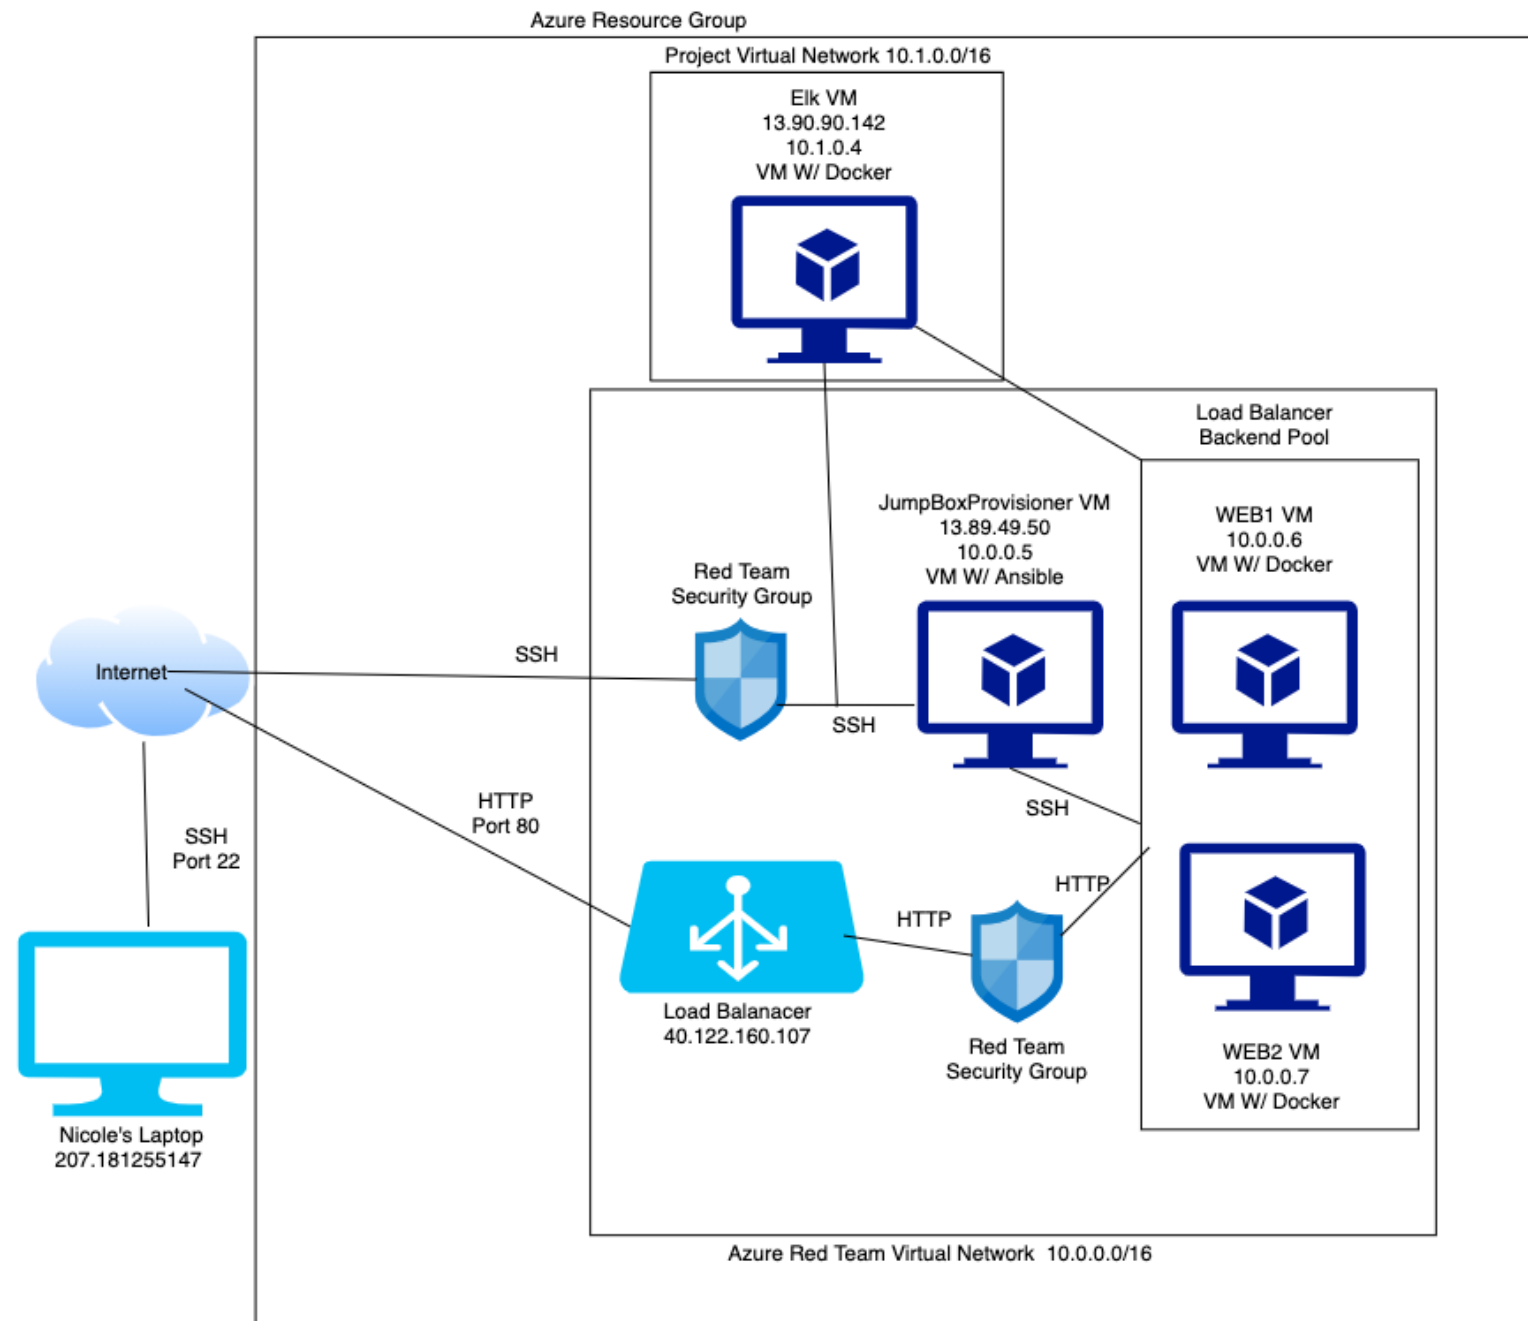 Azure Resource Group
Project Virtual Network 10.1.0.0/16
Elk VM
13.90.90.142
10.1.0.4
VM W/ Docker
Load Balancer
Backend Pool
JumpBoxProvisioner VM
13.89.49.50
10.0.0.5
VM W/ Ansible
WEB1 VM
10.0.0.6
VM W/ Docker
Red Team
Security Group
Internet
SSH
SSH
SSH
HTTP
Port 80
SSH
Port 22
HTTP
HTTP
Load Balanacer
40.122.160.107
Red Team
Security Group
WEB2 VM
10.0.0.7
VM W/ Docker
Nicole's Laptop
207.181255147
Azure Red Team Virtual Network  10.0.0.0/16